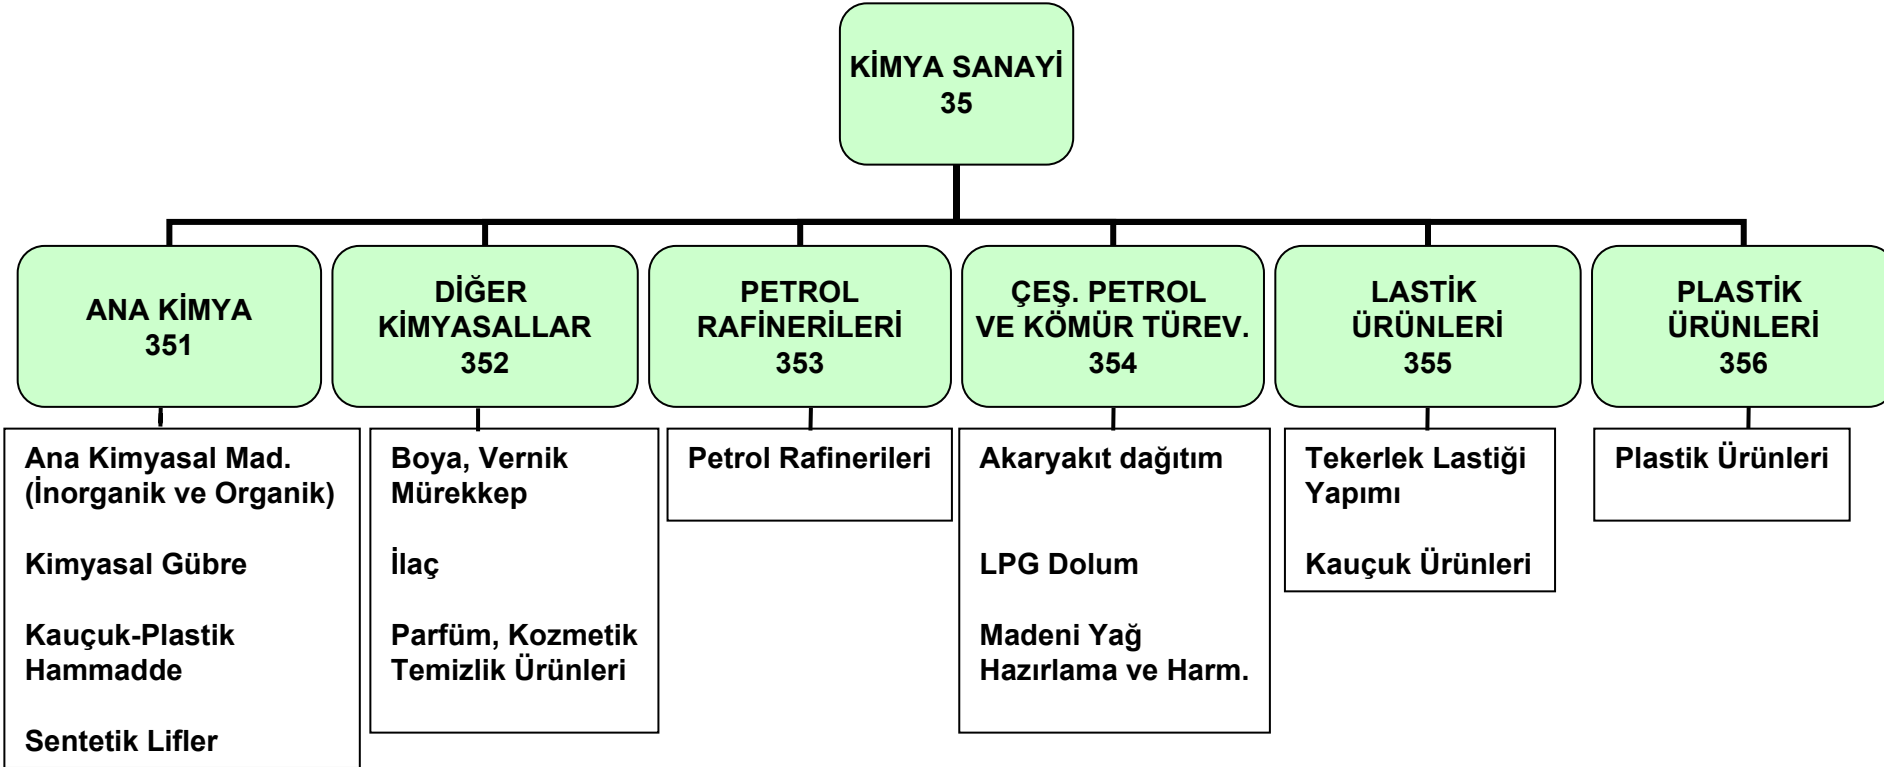 KİMYA SANAYİ
35
ANA KİMYA
351
DİĞER
KİMYASALLAR
352
PETROL
RAFİNERİLERİ
353
ÇEŞ. PETROL
VE KÖMÜR TÜREV.
354
LASTİK
ÜRÜNLERİ
355
PLASTİK
ÜRÜNLERİ
356
Ana Kimyasal Mad.
(İnorganik ve Organik)
Kimyasal Gübre
Kauçuk-Plastik
Hammadde
Sentetik Lifler
Boya, Vernik
Mürekkep
İlaç
Parfüm, Kozmetik
Temizlik Ürünleri
Petrol Rafinerileri
Akaryakıt dağıtım
LPG Dolum
Madeni Yağ
Hazırlama ve Harm.
Tekerlek Lastiği
Yapımı
Kauçuk Ürünleri
Plastik Ürünleri